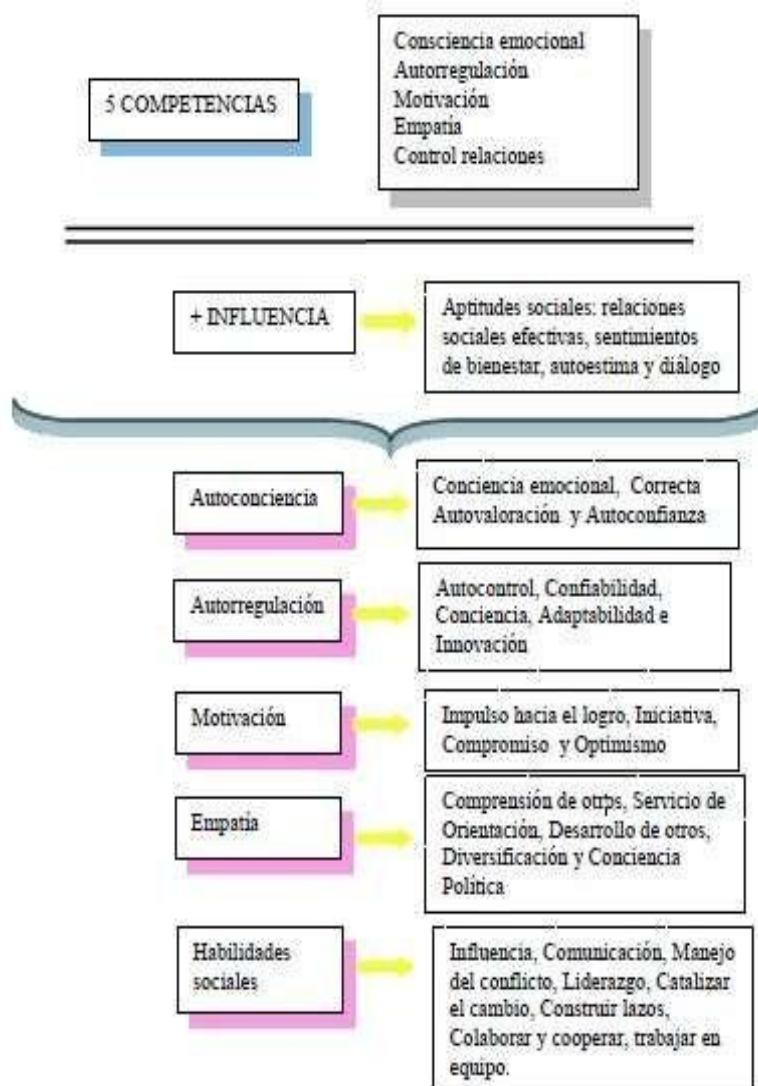 5 COMPETENCIAS
Consciencia emocional
Autorregulación
Motivación
Empatía
Control relaciones
+ INFLUENCIA
Aptitudes sociales: relaciones
sociales efectivas, sentimientos
de bienestar, autoestima y diálogo
Autoconciencia
Conciencia emocional, Correcta
Autovaloración y Autoconfianza
Autorregulación
Autocontrol, Confiabilidad,
Conciencia, Adaptabilidad e
Innovación
Motivación
Impulso hacia el logro, Iniciativa,
Compromiso y Optimismo
Empatía
Comprensión de otrps, Servicio de
Orientación, Desarrollo de otros,
Diversificación y Conciencia
Política
Habilidades
sociales
Influencia, Comunicación, Manejo
del conflicto, Liderazgo, Catalizar
el cambio, Construir lazos,
Colaborar y cooperar, trabajar en
equipo.